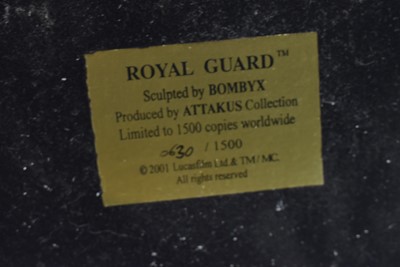 ROYAL GUARD™
Sculpted by BOMBYX
Produced by ATTAKUS Collection
Limited to 1500 copies worldwide
0630 / 1500
© 2001 Lucasfilm Ltd & TM / MC.
All rights reserved